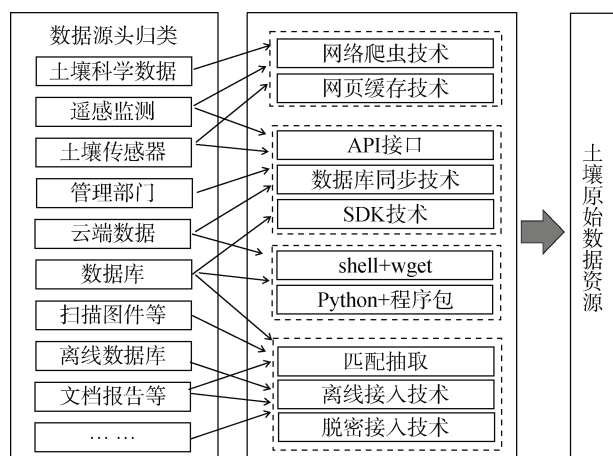 数据源头归类
土壤科学数据
遥感监测
土壤传感器
管理部门
云端数据
数据库
扫描图件等
离线数据库
文档报告等
… …
网络爬虫技术
网页缓存技术
API接口
数据库同步技术
SDK技术
shell+wget
Python+程序包
匹配抽取
离线接入技术
脱密接入技术
土壤原始数据资源